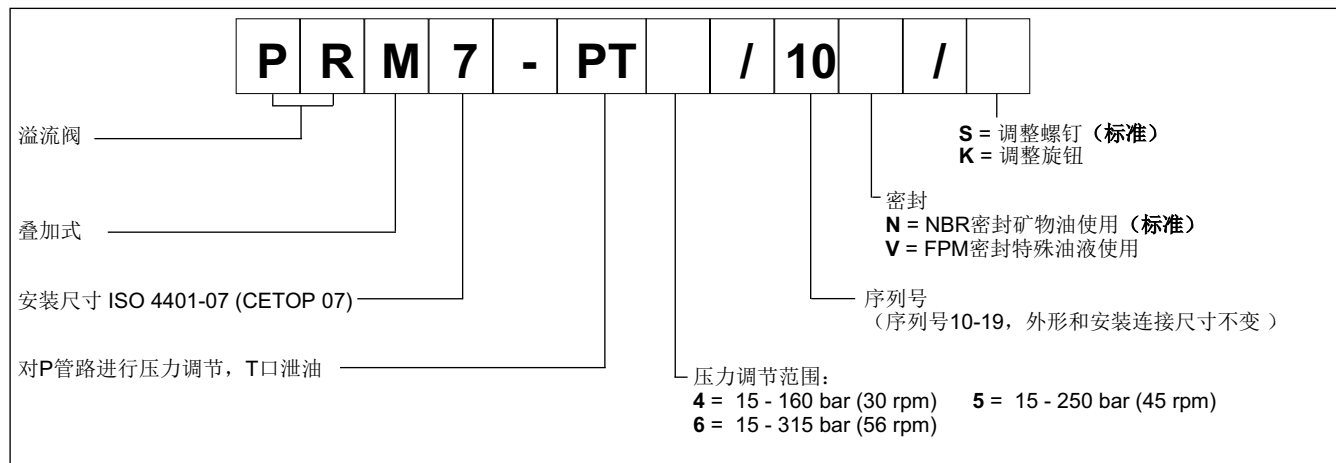 P R M 7 - PT / 10 /
溢流阀
叠加式
安装尺寸 ISO 4401-07 (CETOP 07)
对P管路进行压力调节，T口泄油
S = 调整螺钉（标准）
K = 调整旋钮
密封
N = NBR密封矿物油使用（标准）
V = FPM密封特殊油液使用
序列号
（序列号10-19，外形和安装连接尺寸不变 ）
压力调节范围：
4 = 15 - 160 bar (30 rpm) 5 = 15 - 250 bar (45 rpm)
6 = 15 - 315 bar (56 rpm)